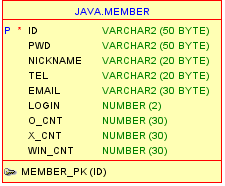 JAVA.MEMBER
P * ID VARCHAR2 (50 BYTE)
PWD VARCHAR2 (50 BYTE)
NICKNAME VARCHAR2 (20 BYTE)
TEL VARCHAR2 (20 BYTE)
EMAIL VARCHAR2 (30 BYTE)
LOGIN NUMBER (2)
O_CNT NUMBER (30)
X_CNT NUMBER (30)
WIN_CNT NUMBER (30)
MEMBER_PK (ID)